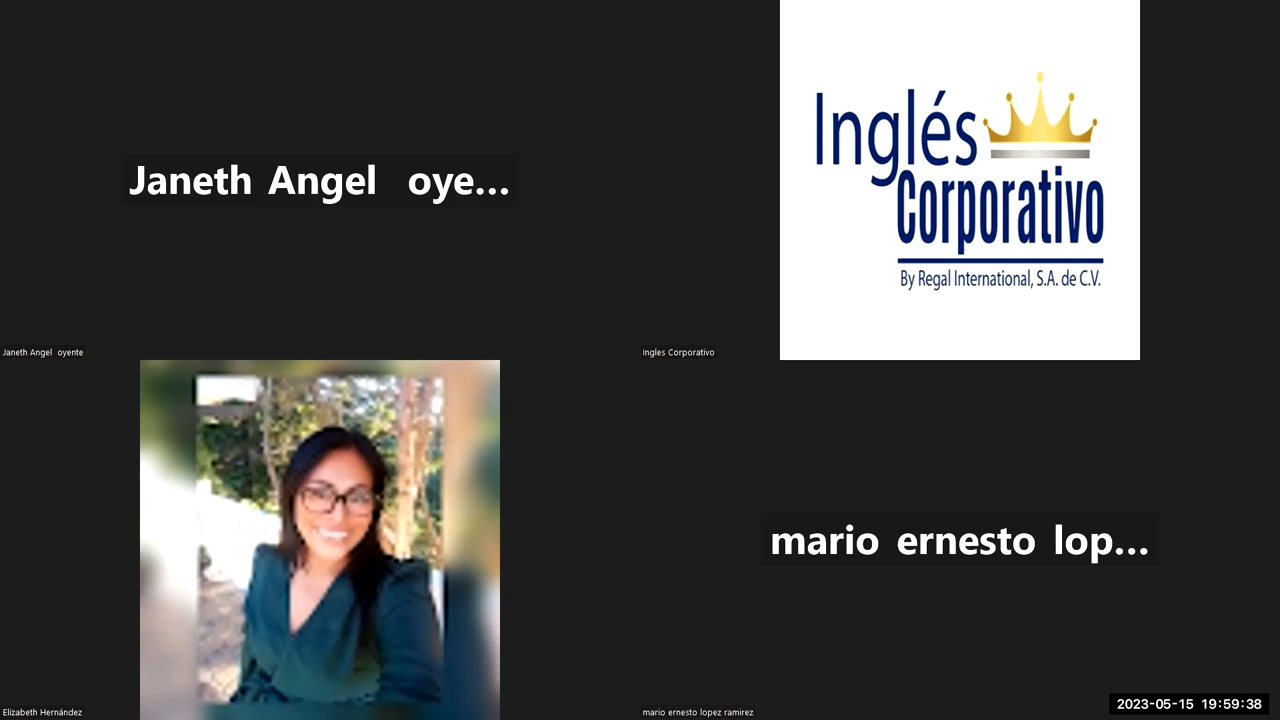 Janeth Angel oye...
Inglés
Corporativo
By Regal International, S.A. de C.V.
Janeth Angel oyente
Ingles Corporativo
mario ernesto lop...
Elizabeth Hernández
mario ernesto lopez ramirez
2023-05-15 19:59:38